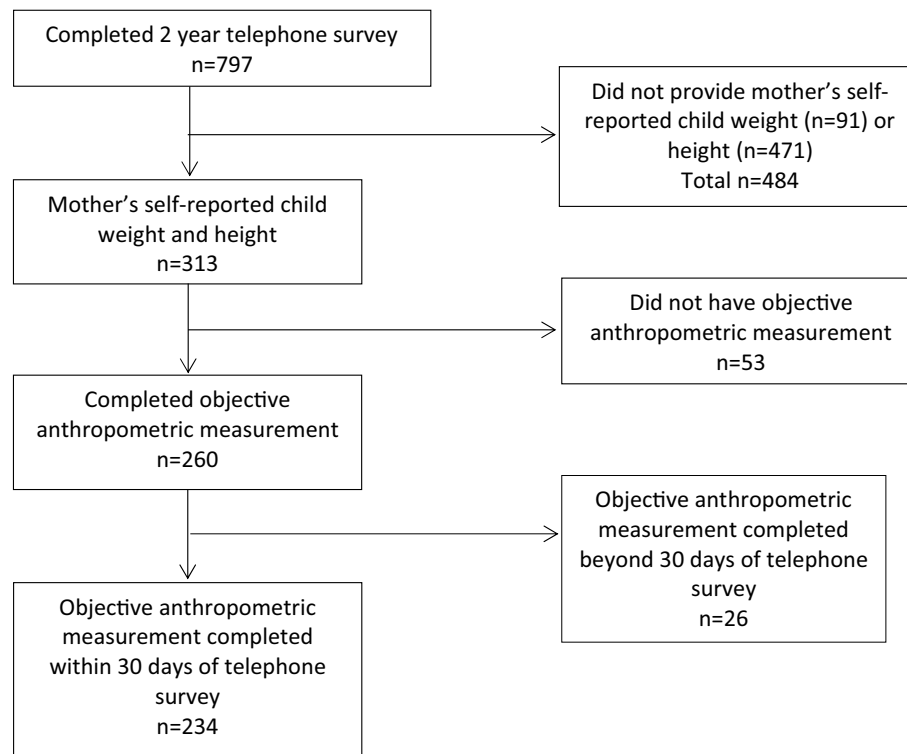 Completed 2 year telephone survey
n=797
Did not provide mother’s self-
reported child weight (n=91) or
height (n=471)
Total n=484
Mother’s self-reported child
weight and height
n=313
Did not have objective
anthropometric measurement
n=53
Completed objective
anthropometric measurement
n=260
Objective anthropometric
measurement completed
beyond 30 days of telephone
survey
n=26
Objective anthropometric
measurement completed
within 30 days of telephone
survey
n=234